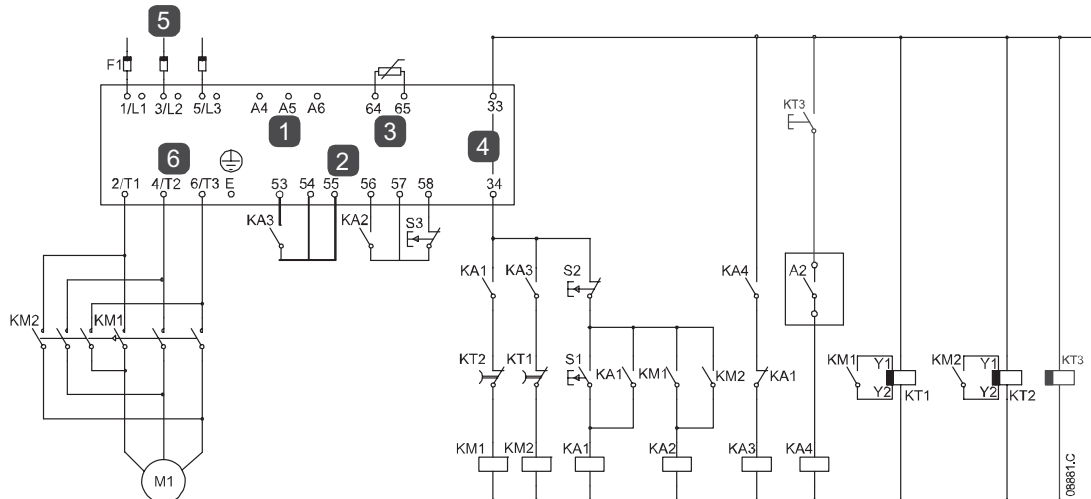 5
F1
1/L1 3/L2 5/L3 A4 A5 A6 64 65 33
1 3
KT3
2 4
6
2/T1 4/T2 6/T3 E 53 54 55 56 57 58 34
KA3 KA2 S3
KA1 KA3 S2 KA4 A2
KM2 KM1
KT2 KT1 S1 KA1 KM1 KM2 KA1 KM1 Y1 KM2 Y1 KT3
Y2 KT1 Y2 KT2
KM1 KM2 KA1 KA2 KA3 KA4
M1
08881.C